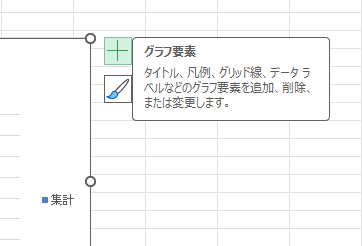 グラフ要素
タイトル、凡例、グリッド線、データ ラ
ベルなどのグラフ要素を追加、削除、
または変更します。
集計